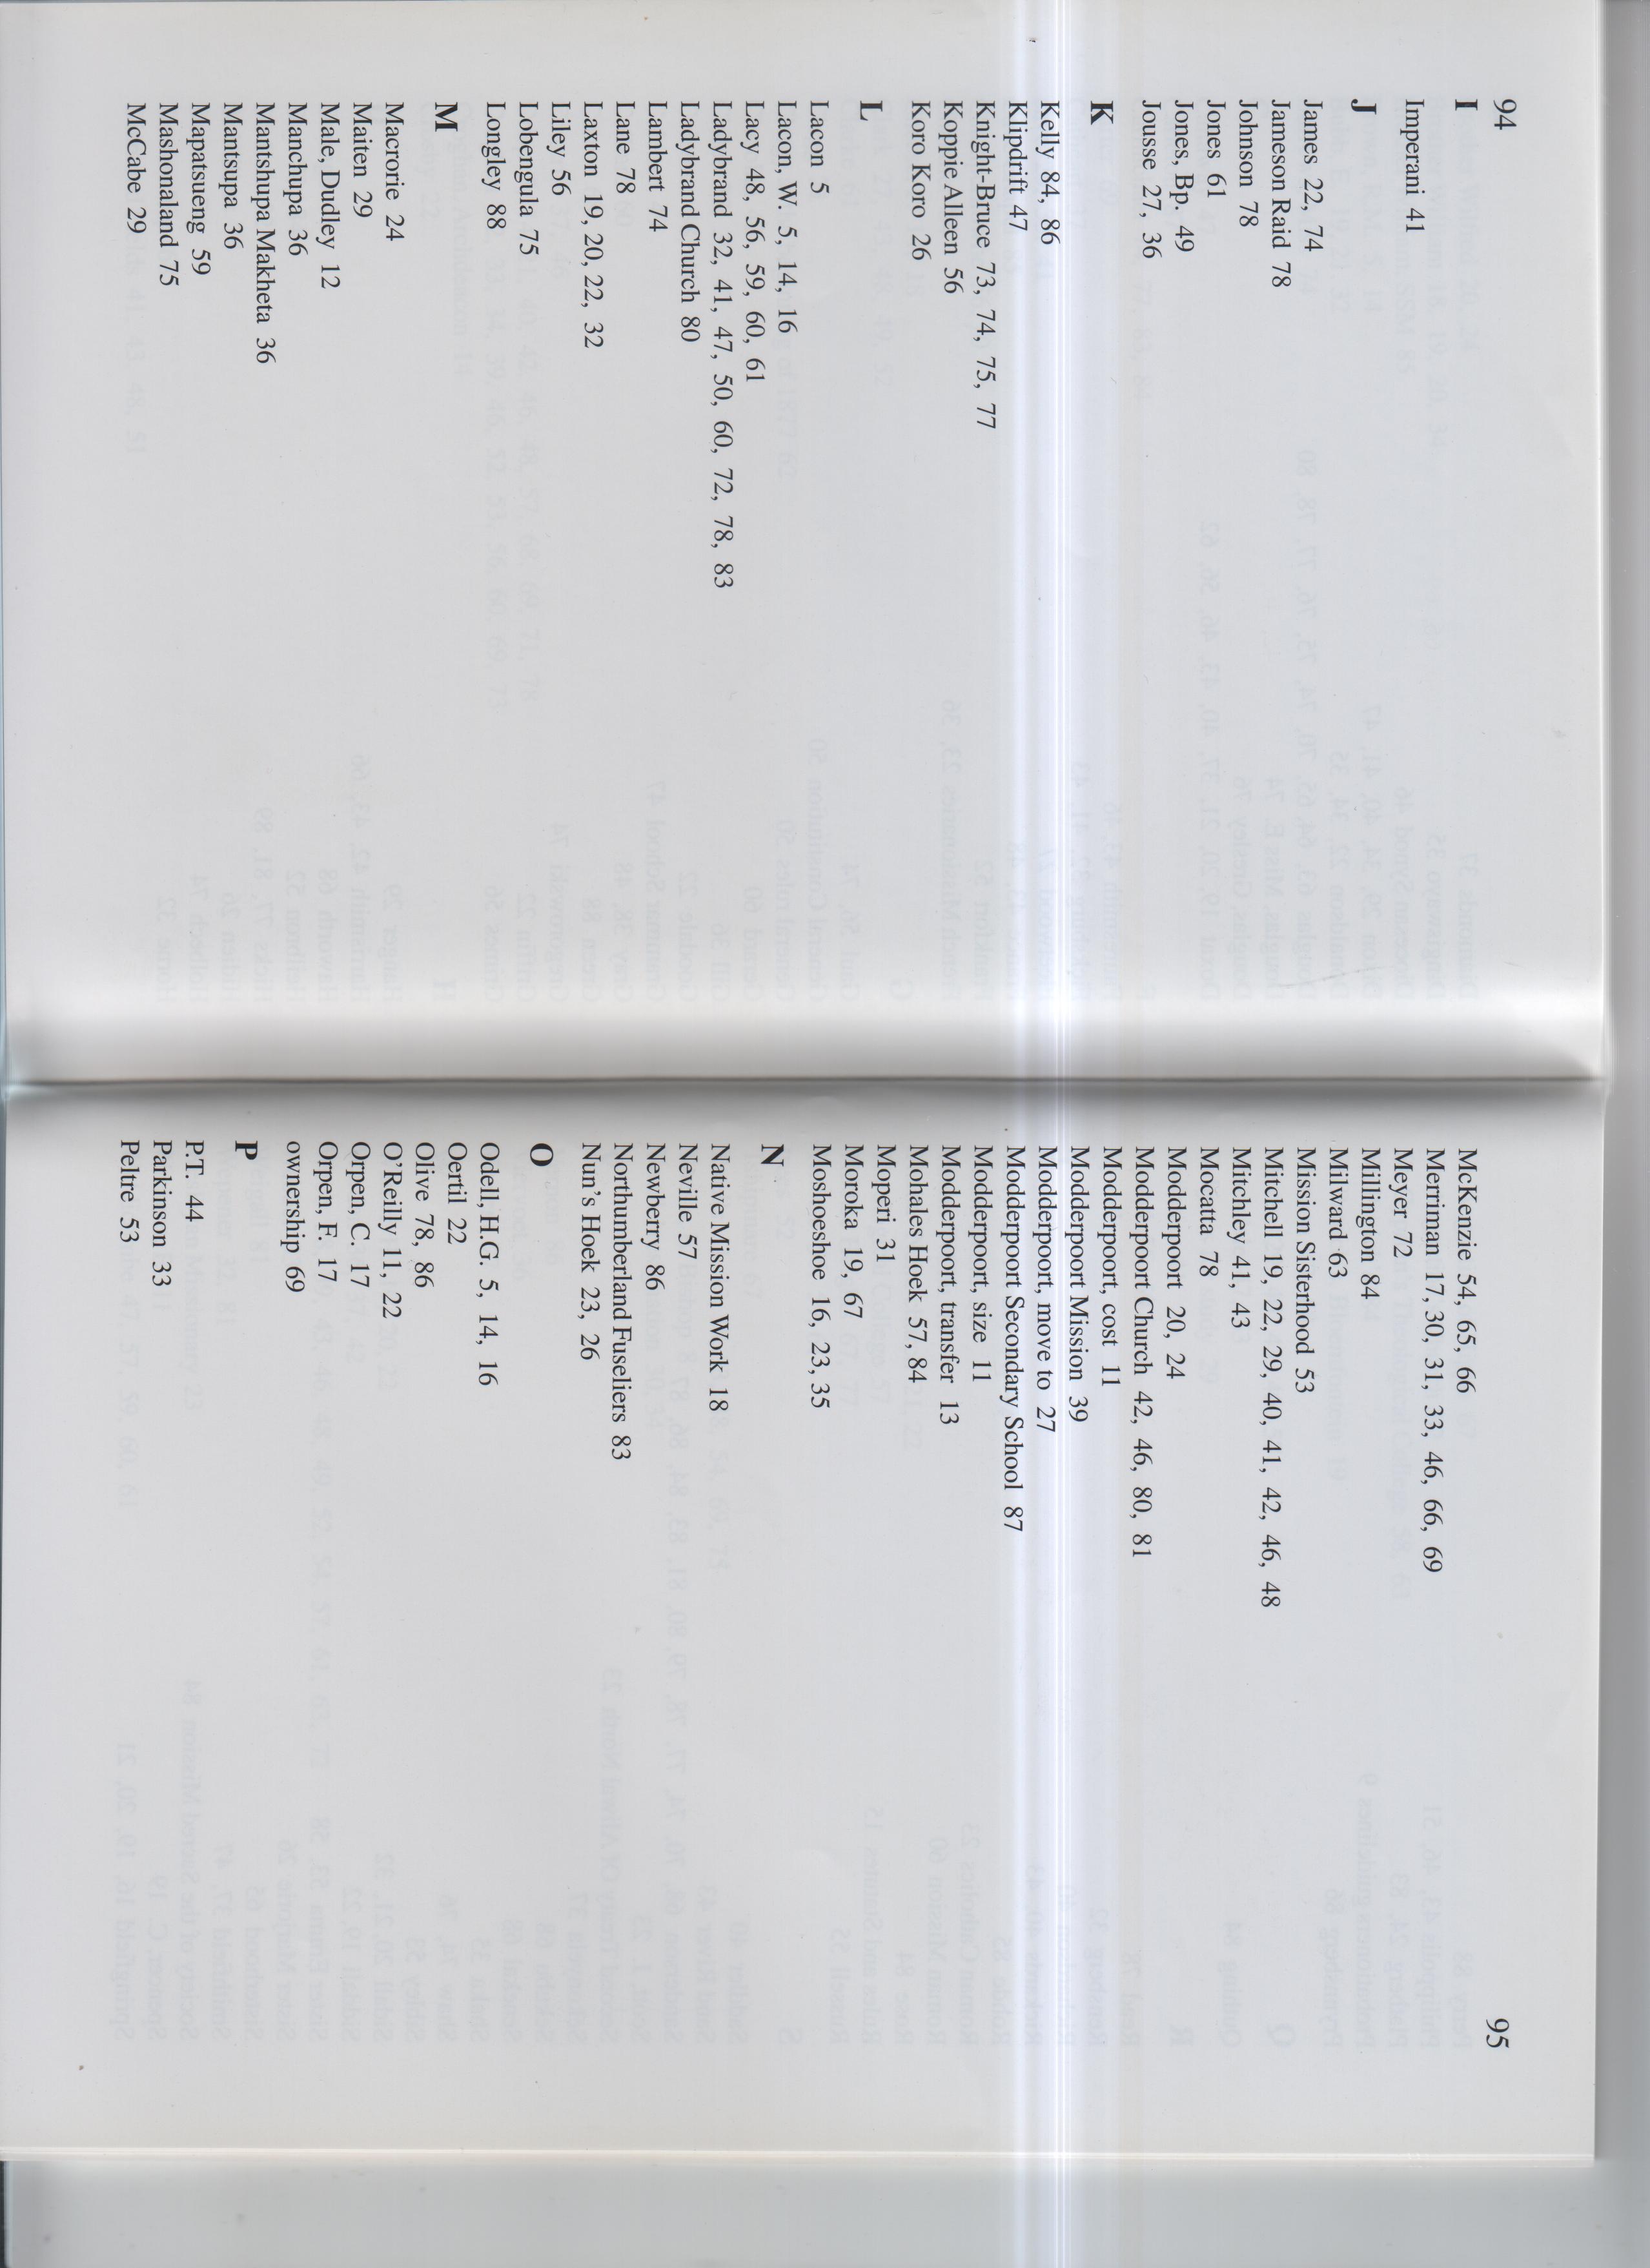 94
I
Imperani 41
J
James 22, 74
Jameson Raid 78
Johnson 78
Jones 61
Jones, Bp. 49
Jousse 27, 36
K
Kelly 84, 86
Klipdrift 47
Knight-Bruce 73, 74, 75, 77
Koppie Alleen 56
Koro Koro 26
L
Lacon 5
Lacon, W. 5, 14, 16
Lacy 48, 56, 59, 60, 61
Ladybrand 32, 41, 47, 50, 60, 72, 78, 83
Ladybrand Church 80
Lambert 74
Lane 78
Laxton 19, 20, 22, 32
Liley 56
Lobengula 75
Longley 88
M
Macrorie 24
Maiten 29
Male, Dudley 12
Manchupa 36
Mantshupa Makheta 36
Mantsupa 36
Mapatsueng 59
Mashonaland 75
McCabe 29
95
McKenzie 54, 65, 66
Merriman 17, 30, 31, 33, 46, 66, 69
Meyer 72
Millington 84
Milward 63
Mission Sisterhood 53
Mitchell 19, 22, 29, 40, 41, 42, 46, 48
Mitchley 41, 43
Mocatta 78
Modderpoort 20, 24
Modderpoort Church 42, 46, 80, 81
Modderpoort, cost 11
Modderpoort Mission 39
Modderpoort, move to 27
Modderpoort Secondary School 87
Modderpoort, size 11
Modderpoort, transfer 13
Mohales Hoek 57, 84
Moperi 31
Moroka 19, 67
Moshoeshoe 16, 23, 35
N
Native Mission Work 18
Neville 57
Newberry 86
Northumberland Fuseliers 83
Nun's Hoek 23, 26
O
Odell, H.G. 5, 14, 16
Oertil 22
Olive 78, 86
O'Reilly 11, 22
Orpen, C. 17
Orpen, F. 17
ownership 69
P
P.T. 44
Parkinson 33
Peltre 53